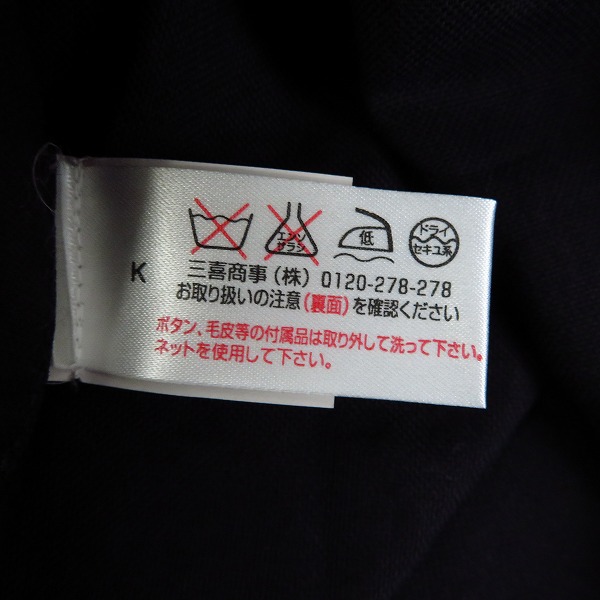 エンソ 低 ドライ
サラシ セキユ系
K 三喜商事(株) 0120-278-278
お取り扱いの注意(裏面)を確認ください
ボタン、毛皮等の付属品は取り外して洗って下さい。
ネットを使用して下さい。